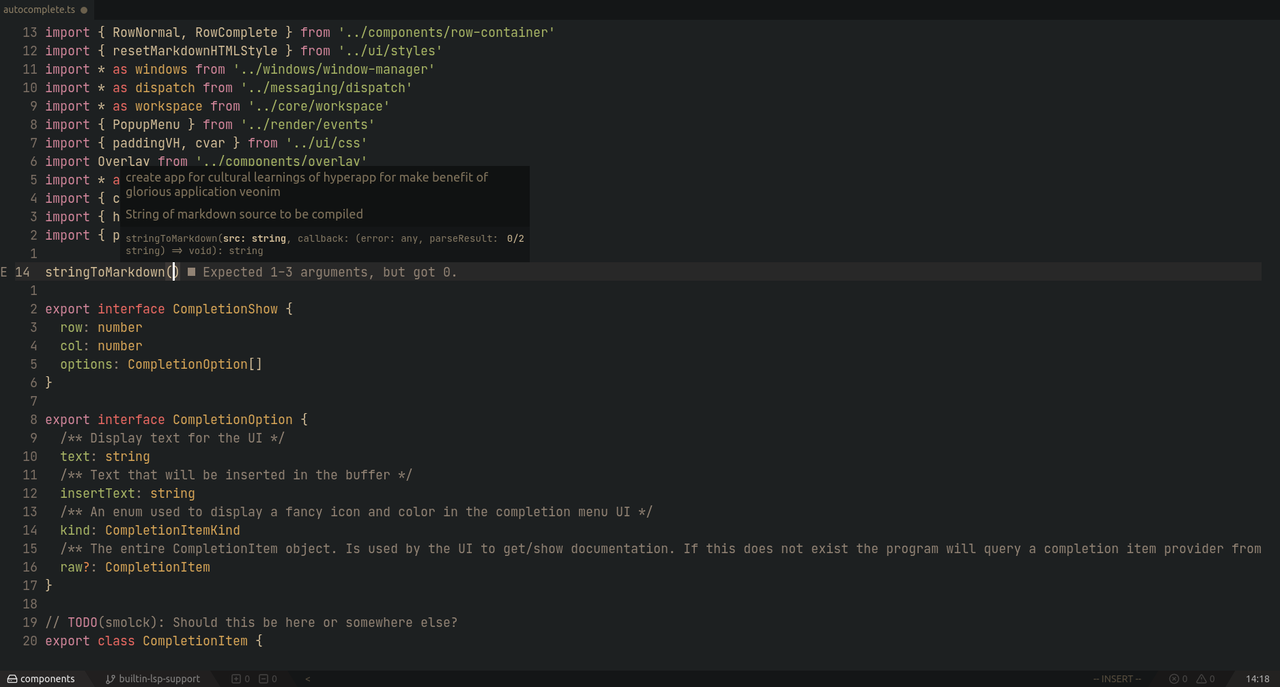 autocomplete.ts ●
13 import { RowNormal, RowComplete } from '../components/row-container'
12 import { resetMarkdownHTMLStyle } from '../ui/styles'
11 import * as windows from '../windows/window-manager'
10 import * as dispatch from '../messaging/dispatch'
9 import * as workspace from '../core/workspace'
8 import { PopupMenu } from '../render/events'
7 import { paddingVH, cvar } from '../ui/css'
6 import Overlay from '../components/overlay'
5 import * a
4 import { c
3 import { h
2 import { p
create app for cultural learnings of hyperapp for make benefit of
glorious application veonim
String of markdown source to be compiled
stringToMarkdown(src: string, callback: (error: any, parseResult: 0/2
string) => void): string
1
E 14 stringToMarkdown() ■ Expected 1-3 arguments, but got 0.
1
2 export interface CompletionShow {
3 row: number
4 col: number
5 options: CompletionOption[]
6 }
7
8 export interface CompletionOption {
9 /** Display text for the UI */
10 text: string
11 /** Text that will be inserted in the buffer */
12 insertText: string
13 /** An enum used to display a fancy icon and color in the completion menu UI */
14 kind: CompletionItemKind
15 /** The entire CompletionItem object. Is used by the UI to get/show documentation. If this does not exist the program will query a completion item provider from
16 raw?: CompletionItem
17 }
18
19 // TODO(smolck): Should this be here or somewhere else?
20 export class CompletionItem {
components builtin-lsp-support 0 0 < -- INSERT -- 0 0 14:18